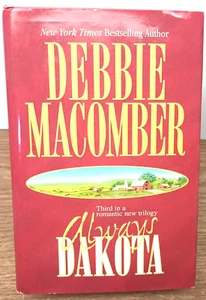 New York Times Bestselling Author
DEBBIE
MACOMBER
Third in a
romantic new trilogy
Always
DAKOTA